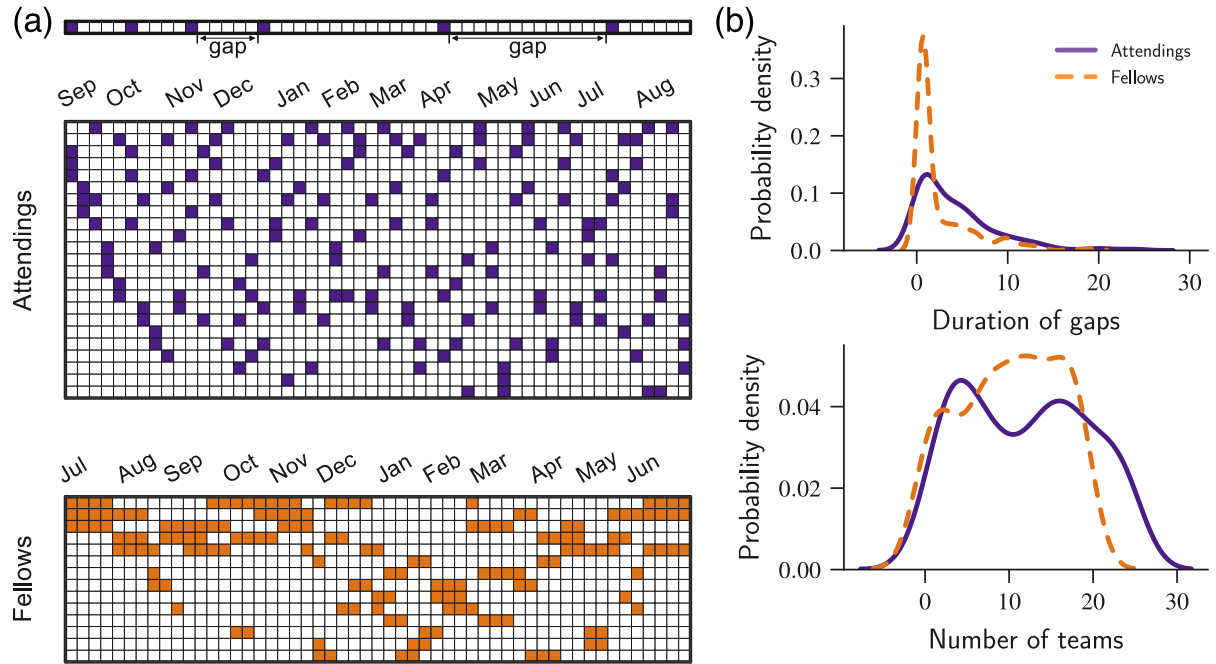 (a)
gap gap
Sep Oct Nov Dec Jan Feb Mar Apr May Jun Jul Aug
Attendings
Jul Aug Sep Oct Nov Dec Jan Feb Mar Apr May Jun
Fellows
(b)
Attendings
Fellows
Probability density
0.3
0.2
0.1
0.0
0 10 20 30
Duration of gaps
Probability density
0.04
0.02
0.00
0 10 20 30
Number of teams